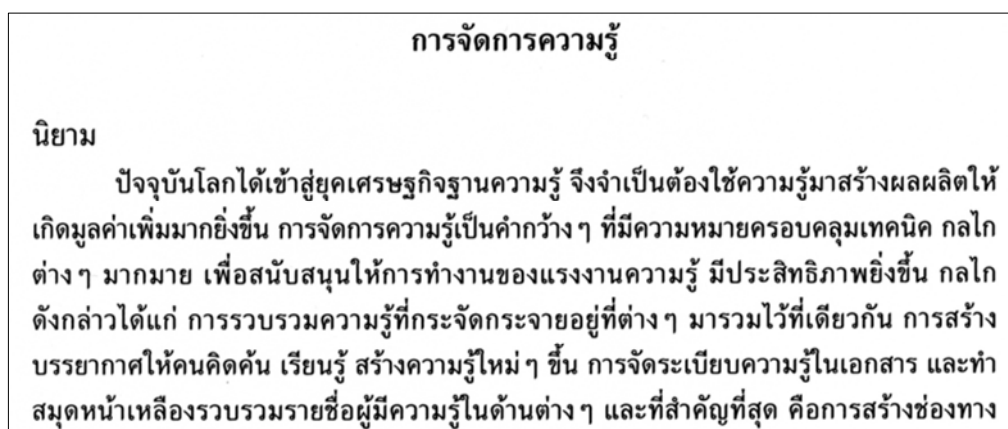 การจัดการความรู้
นิยาม
ปัจจุบันโลกได้เข้าสู่ยุคเศรษฐกิจฐานความรู้ จึงจำเป็นต้องใช้ความรู้มาสร้างผลผลิตให้
เกิดมูลค่าเพิ่มมากยิ่งขึ้น การจัดการความรู้เป็นคำกว้าง ๆ ที่มีความหมายครอบคลุมเทคนิค กลไก
ต่าง ๆ มากมาย เพื่อสนับสนุนให้การทำงานของแรงงานความรู้ มีประสิทธิภาพยิ่งขึ้น กลไก
ดังกล่าวได้แก่ การรวบรวมความรู้ที่กระจัดกระจายอยู่ที่ต่าง ๆ มารวมไว้ที่เดียวกัน การสร้าง
บรรยากาศให้คนคิดค้น เรียนรู้ สร้างความรู้ใหม่ ๆ ขึ้น การจัดระเบียบความรู้ในเอกสาร และทำ
สมุดหน้าเหลืองรวบรวมรายชื่อผู้มีความรู้ในด้านต่าง ๆ และที่สำคัญที่สุด คือการสร้างช่องทาง